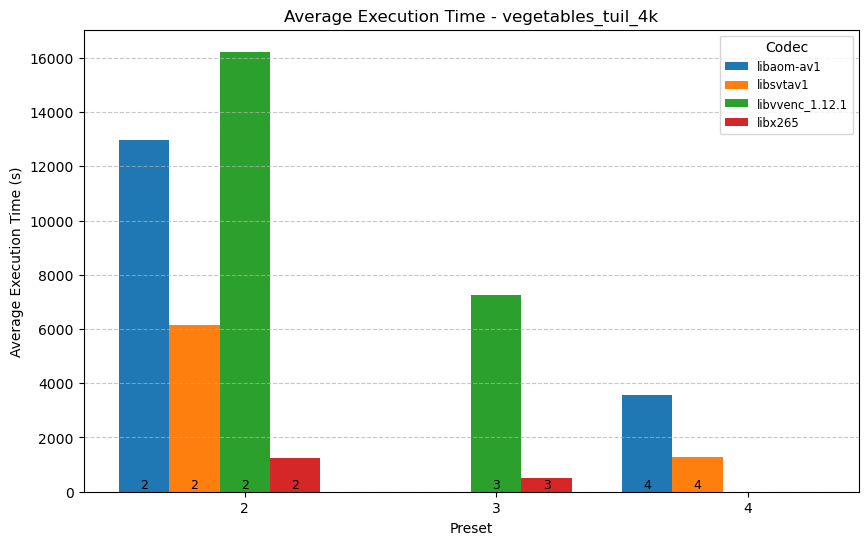 Average Execution Time - vegetables_tuil_4k
Codec
libaom-av1
libsvtav1
libvvenc_1.12.1
libx265
Average Execution Time (s)
16000
14000
12000
10000
8000
6000
4000
2000
0
2 2 2 2 3 3 4 4
2 3 4
Preset